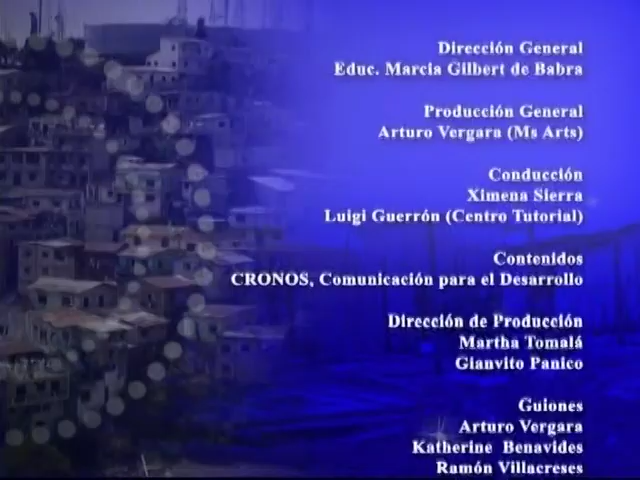 Dirección General
Educ. Marcia Gilbert de Babra
Producción General
Arturo Vergara (Ms Arts)
Conducción
Ximena Sierra
Luigi Guerrón (Centro Tutorial)
Contenidos
CRONOS, Comunicación para el Desarrollo
Dirección de Producción
Martha Tomalá
Gianvito Panico
Guiones
Arturo Vergara
Katherine Benavides
Ramón Villacreses